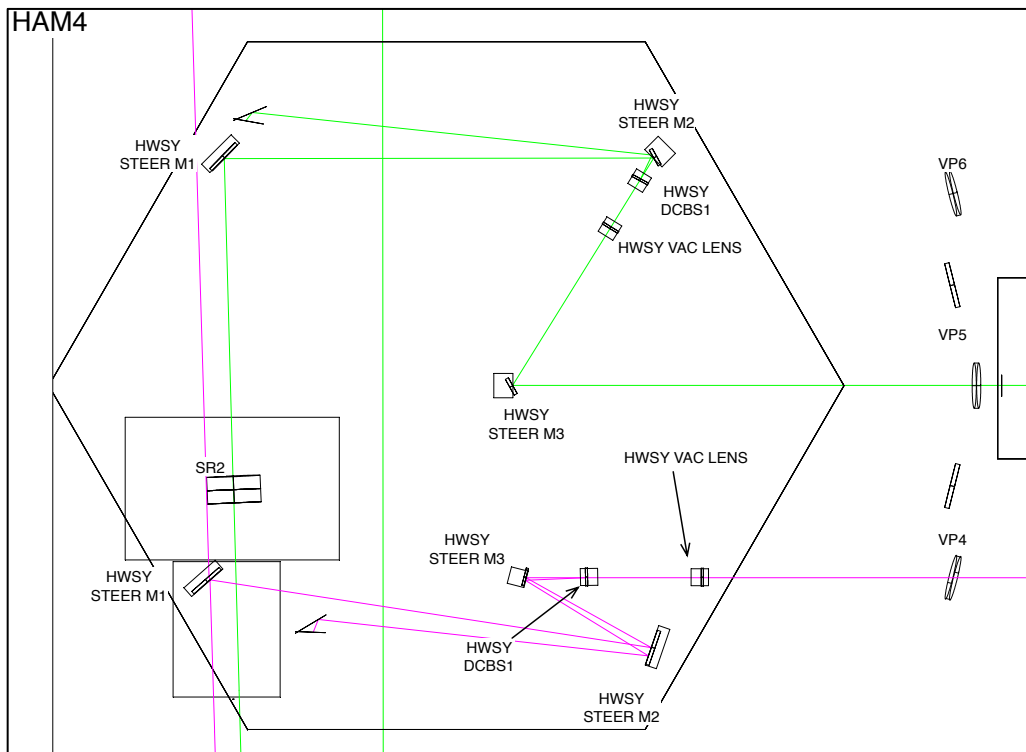 HAM4
HWSY
STEER M2
HWSY
STEER M1
VP6
HWSY
DCBS1
HWSY VAC LENS
VP5
HWSY
STEER M3
HWSY VAC LENS
SR2
HWSY
STEER M3
VP4
HWSY
STEER M1
HWSY
DCBS1
HWSY
STEER M2